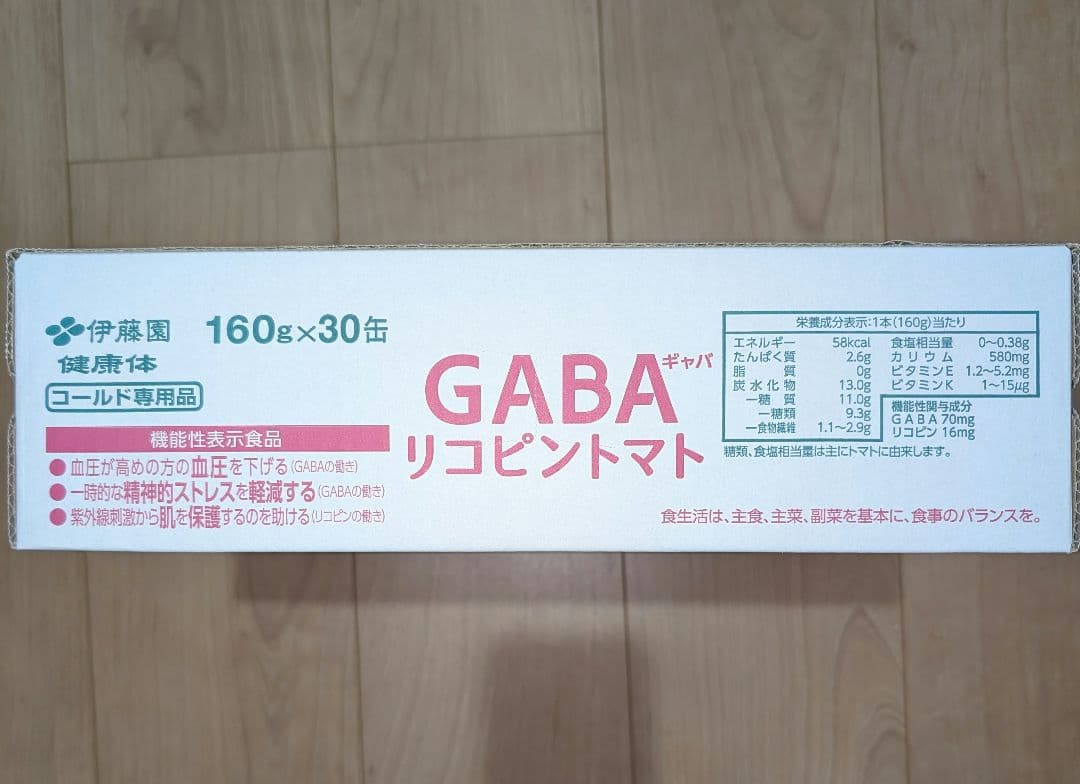 伊藤園 160g×30缶
健康体
コールド専用品
機能性表示食品
●血圧が高めの方の血圧を下げる(GABAの働き)
●一時的な精神的ストレスを軽減する(GABAの働き)
●紫外線刺激から肌を保護するのを助ける(リコピンの働き)
GABAギャバ
リコピントマト
栄養成分表示:1本(160g)当たり
エネルギー 58kcal 食塩相当量 0〜0.38g
たんぱく質 2.6g カリウム 580mg
脂質 0g ビタミンE 1.2〜5.2mg
炭水化物 13.0g ビタミンK 1〜15μg
ー糖質 11.0g
ー糖類 9.3g
ー食物繊維 1.1〜2.9g
機能性関与成分
GABA 70mg
リコピン 16mg
糖類、食塩相当量は主にトマトに由来します。
食生活は、主食、主菜、副菜を基本に、食事のバランスを。